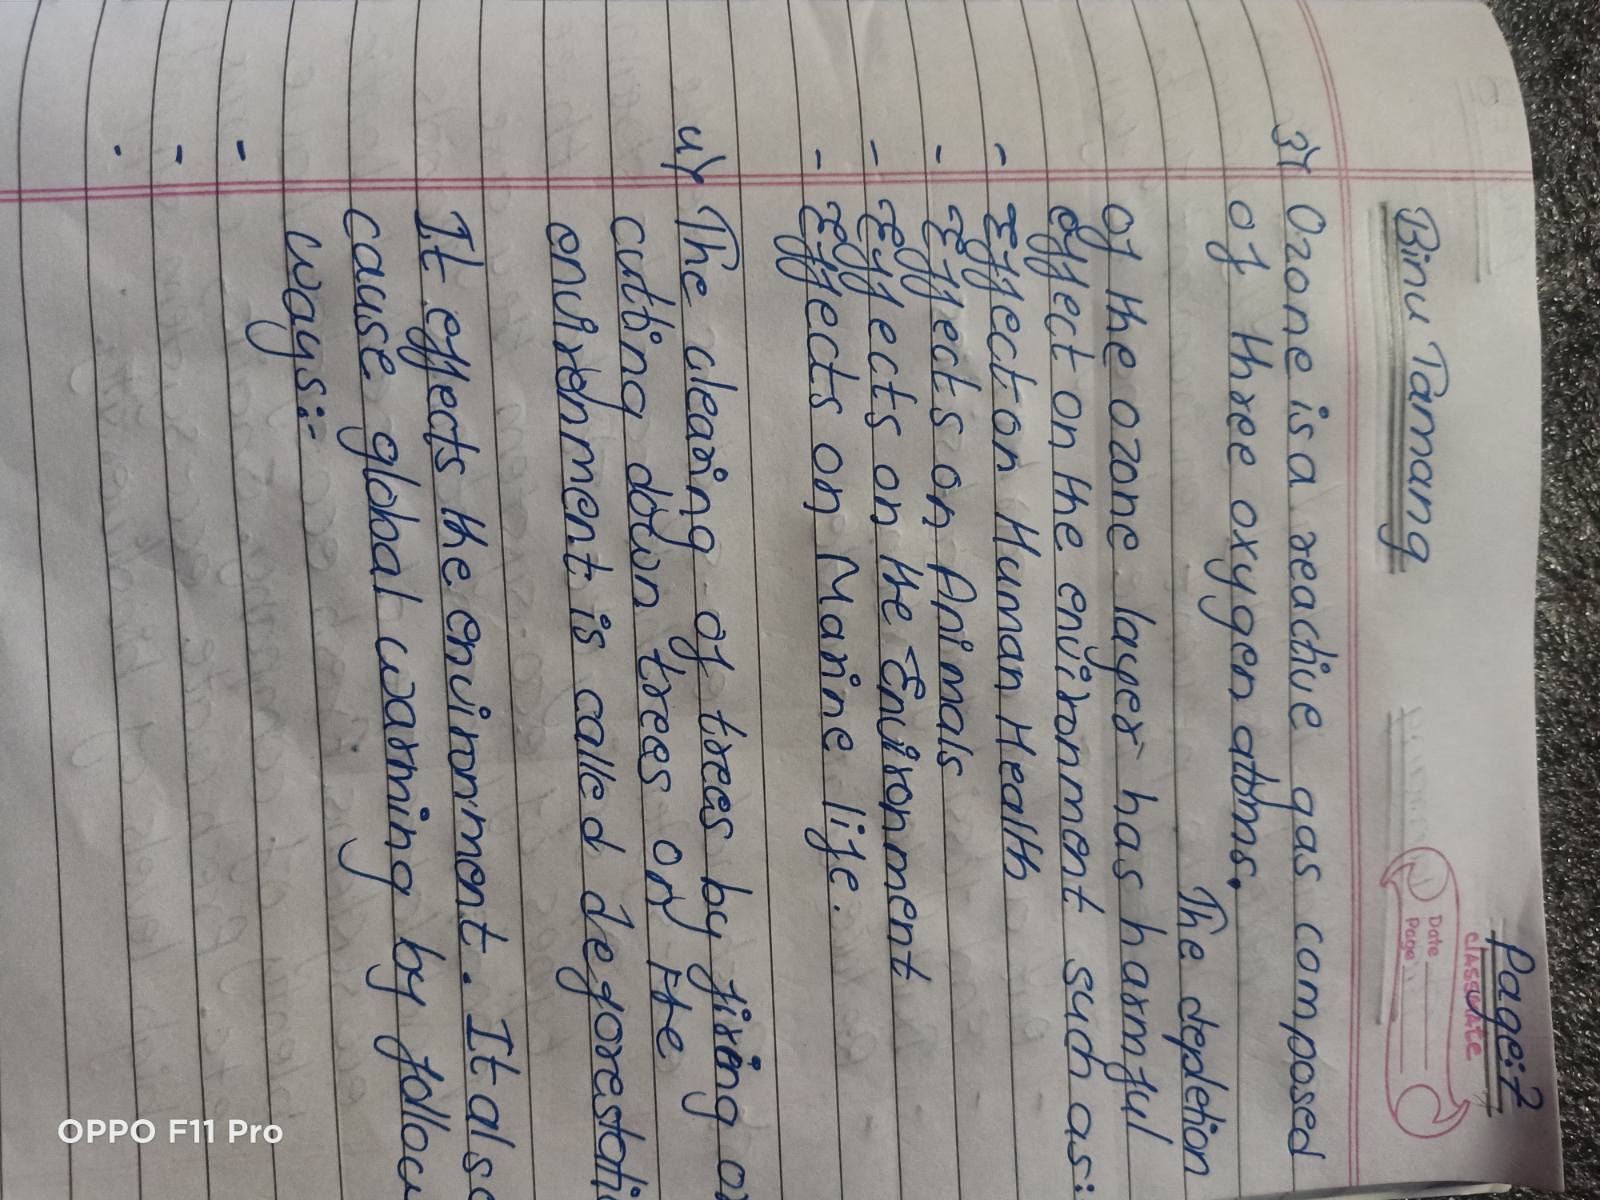 Page:7
classmate
Date
Page
Binu Tamang
3) Ozone is a reactive gas composed
of three oxygen atoms.
The depletion
of the ozone layer has harmful
effect on the environment such as:
- Effect on Human Health
- Effects on Animals
- Effects on the Environment
- Effects on Marine life.
4) The clearing of trees by firing or
cutting down trees on the
environment is called deforestati
It effects the environment. It als
cause global warming by follow
ways:-
-
-
-
OPPO F11 Pro